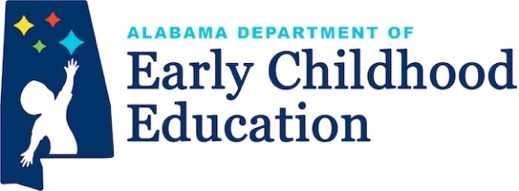 ALABAMA DEPARTMENT OF
Early Childhood
Education